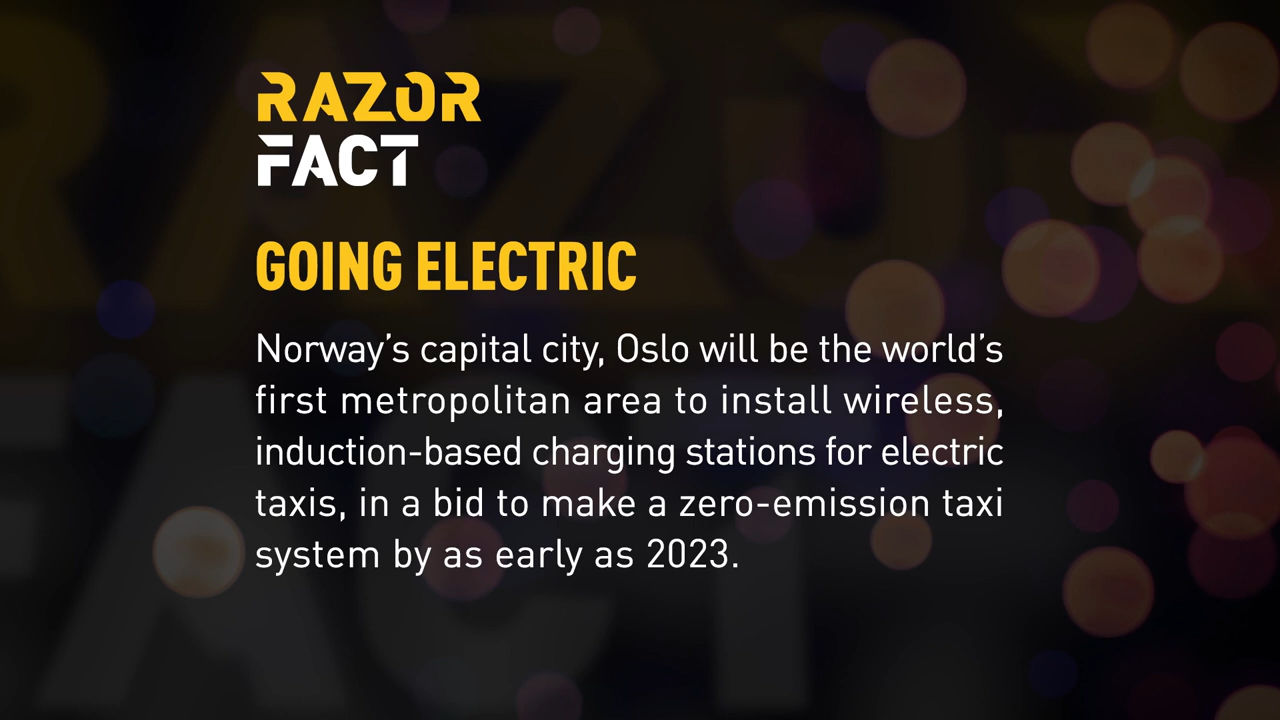 RAZOR
FACT
GOING ELECTRIC
Norway’s capital city, Oslo will be the world’s
first metropolitan area to install wireless,
induction-based charging stations for electric
taxis, in a bid to make a zero-emission taxi
system by as early as 2023.